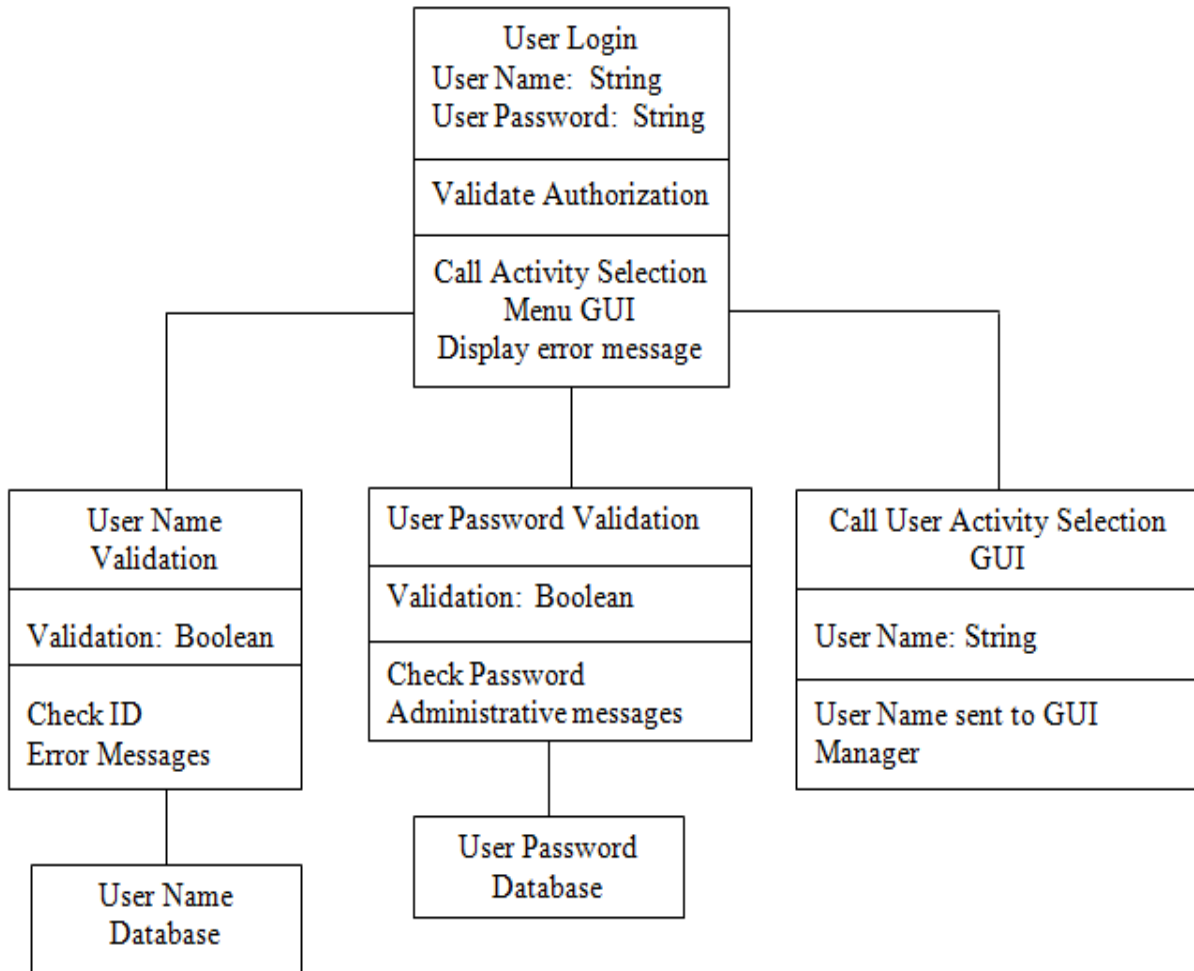 User Login
User Name: String
User Password: String
Validate Authorization
Call Activity Selection
Menu GUI
Display error message
User Name
Validation
Validation: Boolean
Check ID
Error Messages
User Name
Database
User Password Validation
Validation: Boolean
Check Password
Administrative messages
User Password
Database
Call User Activity Selection
GUI
User Name: String
User Name sent to GUI
Manager